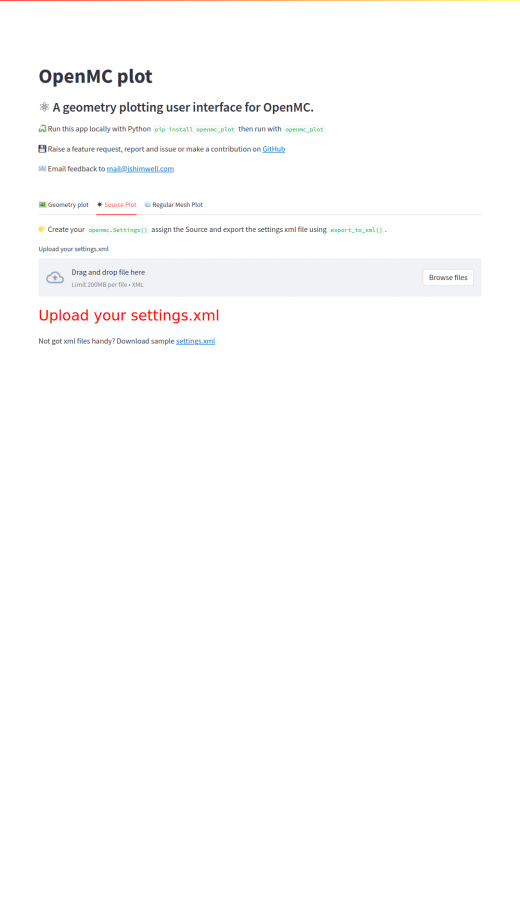 OpenMC plot
⚛ A geometry plotting user interface for OpenMC.
🐍 Run this app locally with Python pip install openmc_plot then run with openmc_plot
💾 Raise a feature request, report and issue or make a contribution on GitHub
📧 Email feedback to mail@jshimwell.com
Geometry plot Source Plot Regular Mesh Plot
👉 Create your openmc.Settings() assign the Source and export the settings xml file using export_to_xml() .
Upload your settings.xml
Drag and drop file here
Limit 200MB per file • XML
Browse files
Upload your settings.xml
Not got xml files handy? Download sample settings.xml